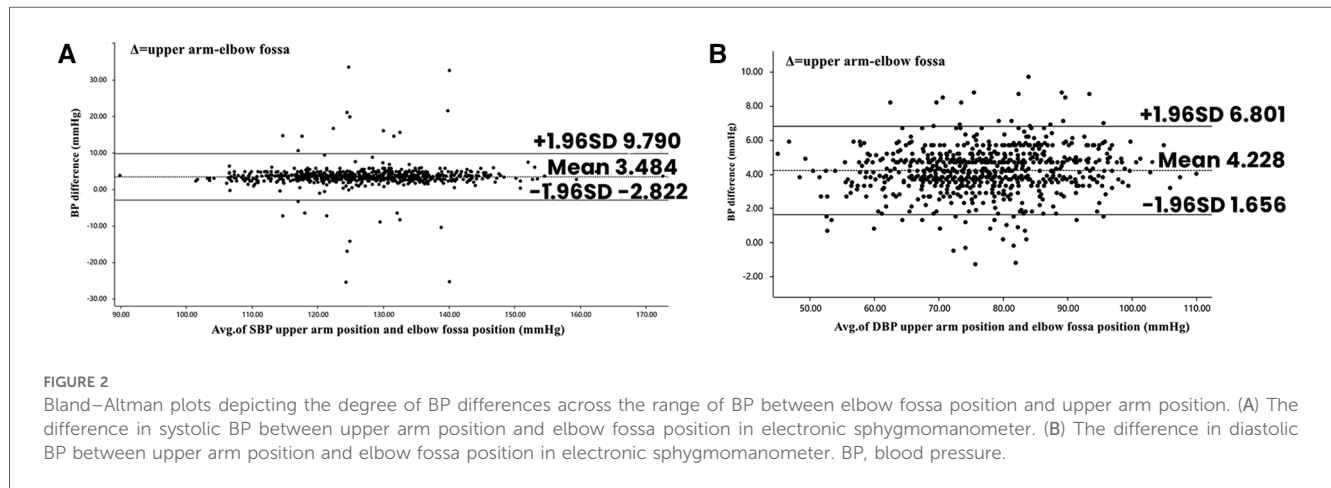 A
Δ=upper arm-elbow fossa
BP difference (mmHg)
30.00
20.00
10.00
0.00
-10.00
-20.00
-30.00
+1.96SD 9.790
Mean 3.484
-1.96SD -2.822
90.00 100.00 110.00 120.00 130.00 140.00 150.00 160.00 170.00
Avg.of SBP upper arm position and elbow fossa position (mmHg)
B
Δ=upper arm-elbow fossa
BP difference (mmHg)
10.00
8.00
6.00
4.00
2.00
0.00
-2.00
+1.96SD 6.801
Mean 4.228
-1.96SD 1.656
50.00 60.00 70.00 80.00 90.00 100.00 110.00
Avg.of DBP upper arm position and elbow fossa position (mmHg)
FIGURE 2
Bland–Altman plots depicting the degree of BP differences across the range of BP between elbow fossa position and upper arm position. (A) The
difference in systolic BP between upper arm position and elbow fossa position in electronic sphygmomanometer. (B) The difference in diastolic
BP between upper arm position and elbow fossa position in electronic sphygmomanometer. BP, blood pressure.